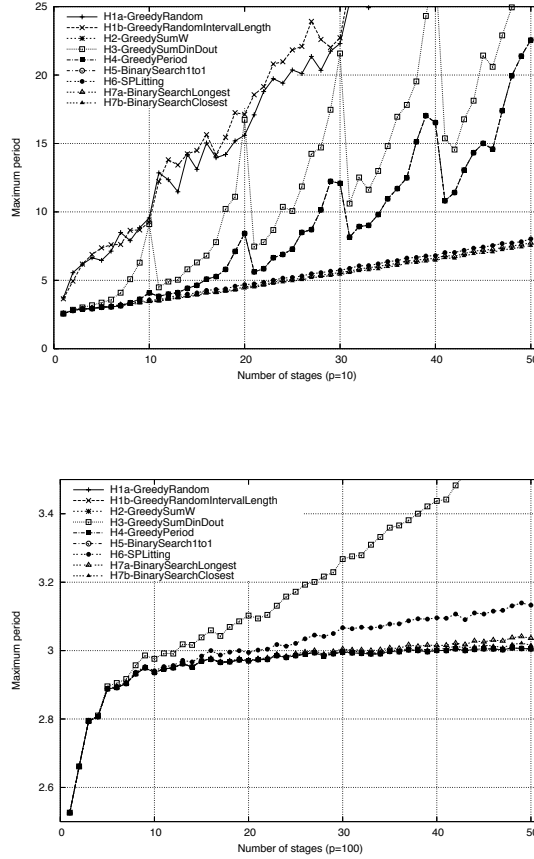 25
20
15
10
5
0
Maximum period
H1a-GreedyRandom
H1b-GreedyRandomIntervalLength
H2-GreedySumW
H3-GreedySumDinDout
H4-GreedyPeriod
H5-BinarySearch1to1
H6-SPLitting
H7a-BinarySearchLongest
H7b-BinarySearchClosest
0 10 20 30 40 50
Number of stages (p=10)
3.4
3.2
3
2.8
2.6
Maximum period
H1a-GreedyRandom
H1b-GreedyRandomIntervalLength
H2-GreedySumW
H3-GreedySumDinDout
H4-GreedyPeriod
H5-BinarySearch1to1
H6-SPLitting
H7a-BinarySearchLongest
H7b-BinarySearchClosest
0 10 20 30 40 50
Number of stages (p=100)